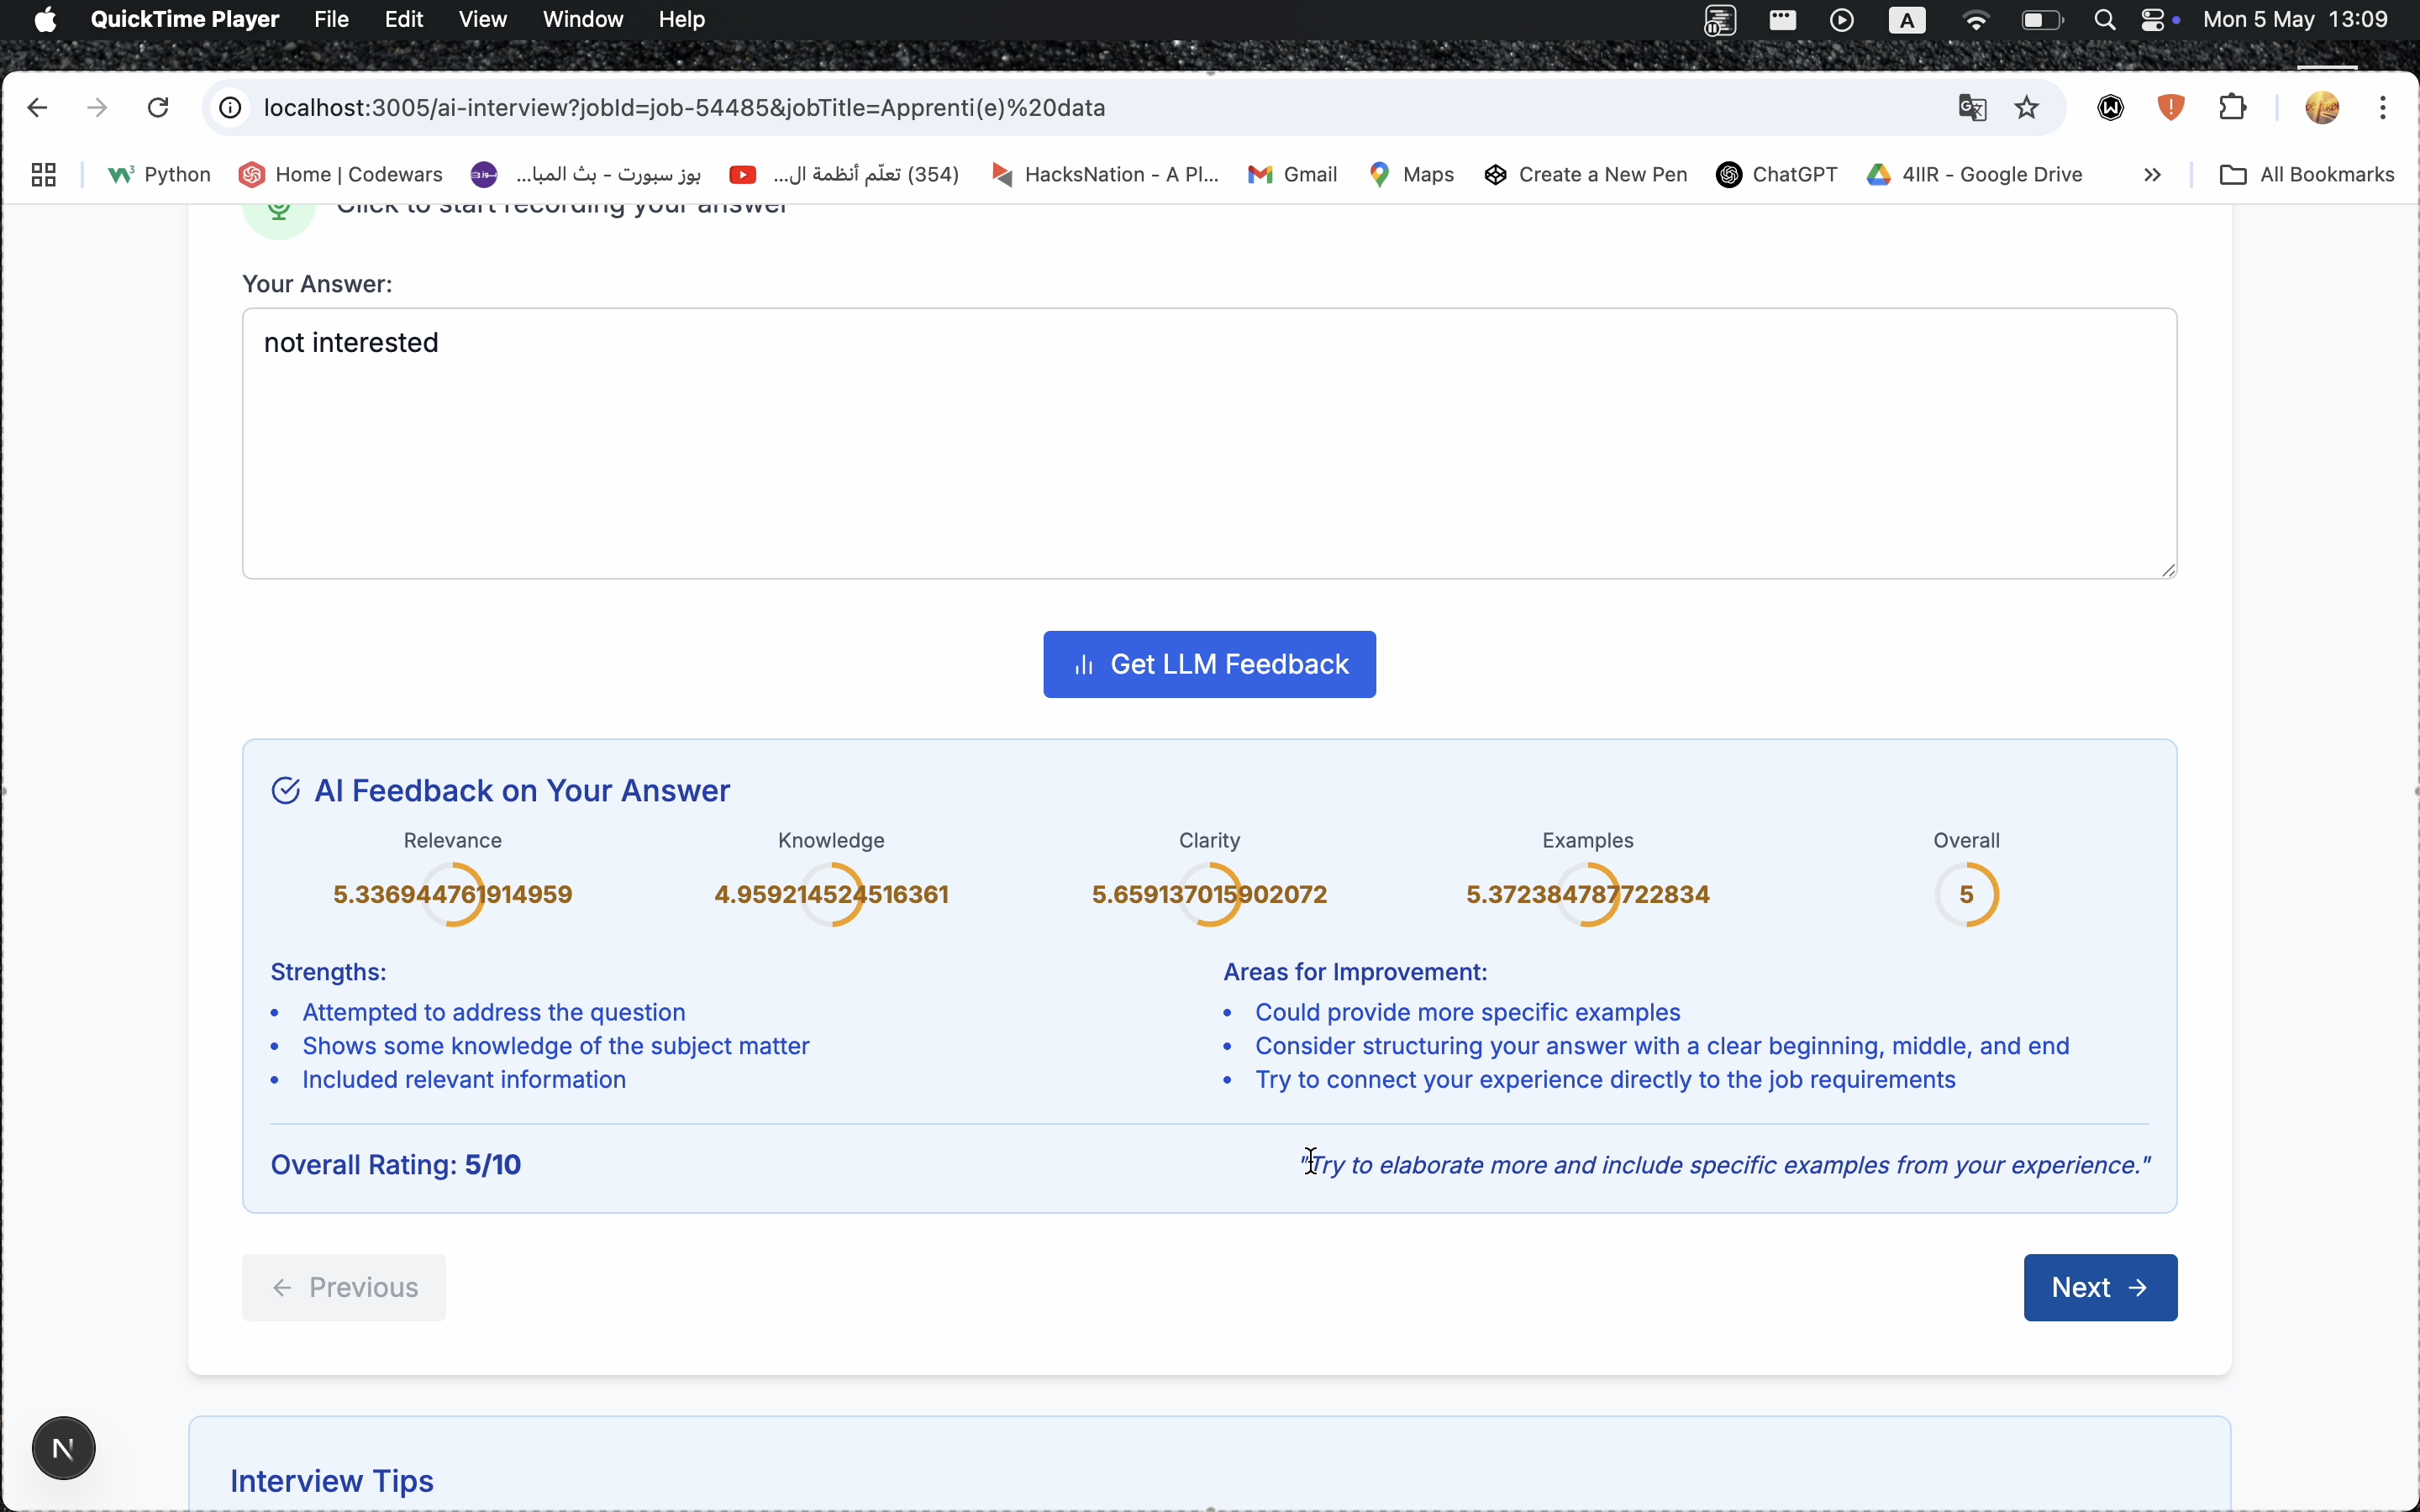 QuickTime Player File Edit View Window Help A Mon 5 May 13:09
localhost:3005/ai-interview?jobId=job-54485&jobTitle=Apprenti(e)%20data
Python Home | Codewars بوز سبورت - بث المبا... (354) تعلّم أنظمة ال... HacksNation - A Pl... Gmail Maps Create a New Pen ChatGPT 4IIR - Google Drive All Bookmarks
Click to start recording your answer
Your Answer:
not interested
Get LLM Feedback
AI Feedback on Your Answer
Relevance Knowledge Clarity Examples Overall
5.336944761914959 4.959214524516361 5.659137015902072 5.372384787722834 5
Strengths: Areas for Improvement:
• Attempted to address the question • Could provide more specific examples
• Shows some knowledge of the subject matter • Consider structuring your answer with a clear beginning, middle, and end
• Included relevant information • Try to connect your experience directly to the job requirements
Overall Rating: 5/10 "Try to elaborate more and include specific examples from your experience."
← Previous Next →
N
Interview Tips